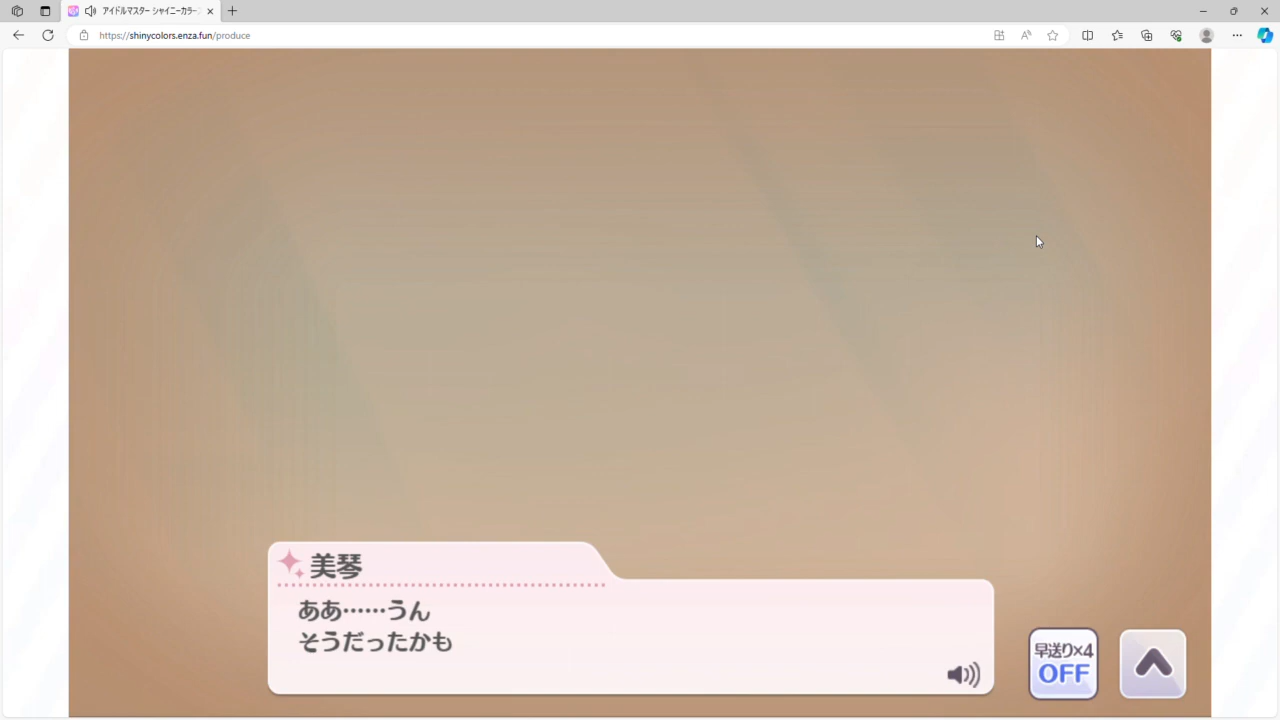 アイドルマスター シャイニーカラー
https://shinycolors.enza.fun/produce
美琴
ああ……うん
そうだったかも
早送り×4
OFF